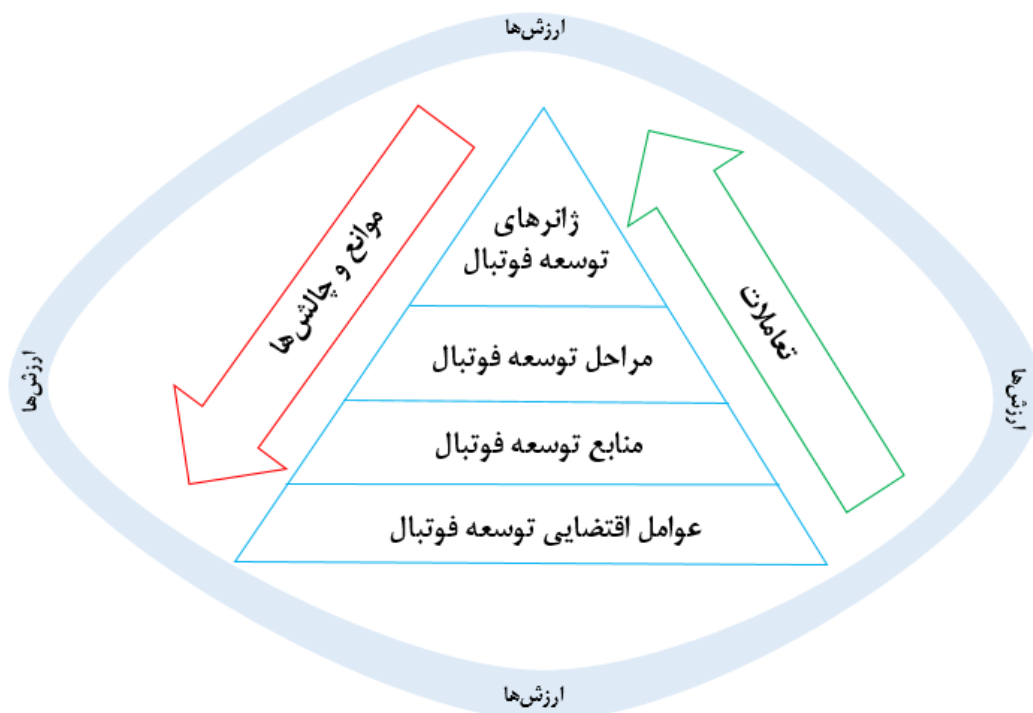 ارزش‌ها
ژانرهای
توسعه فوتبال
موانع و چالش‌ها
تعاملات
مراحل توسعه فوتبال
ارزش‌ها
ارزش‌ها
منابع توسعه فوتبال
عوامل اقتضایی توسعه فوتبال
ارزش‌ها